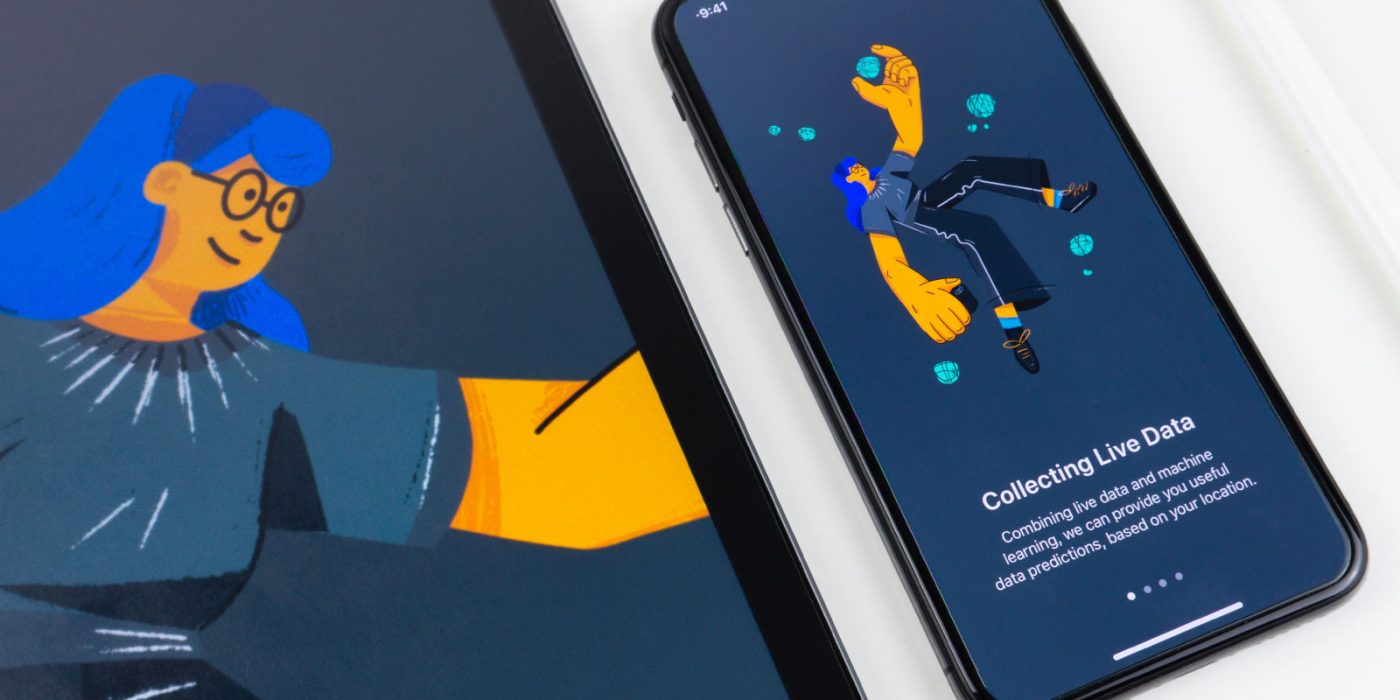 9:41
Collecting Live Data
Combining live data and machine
learning, we can provide you useful
data predictions, based on your location.